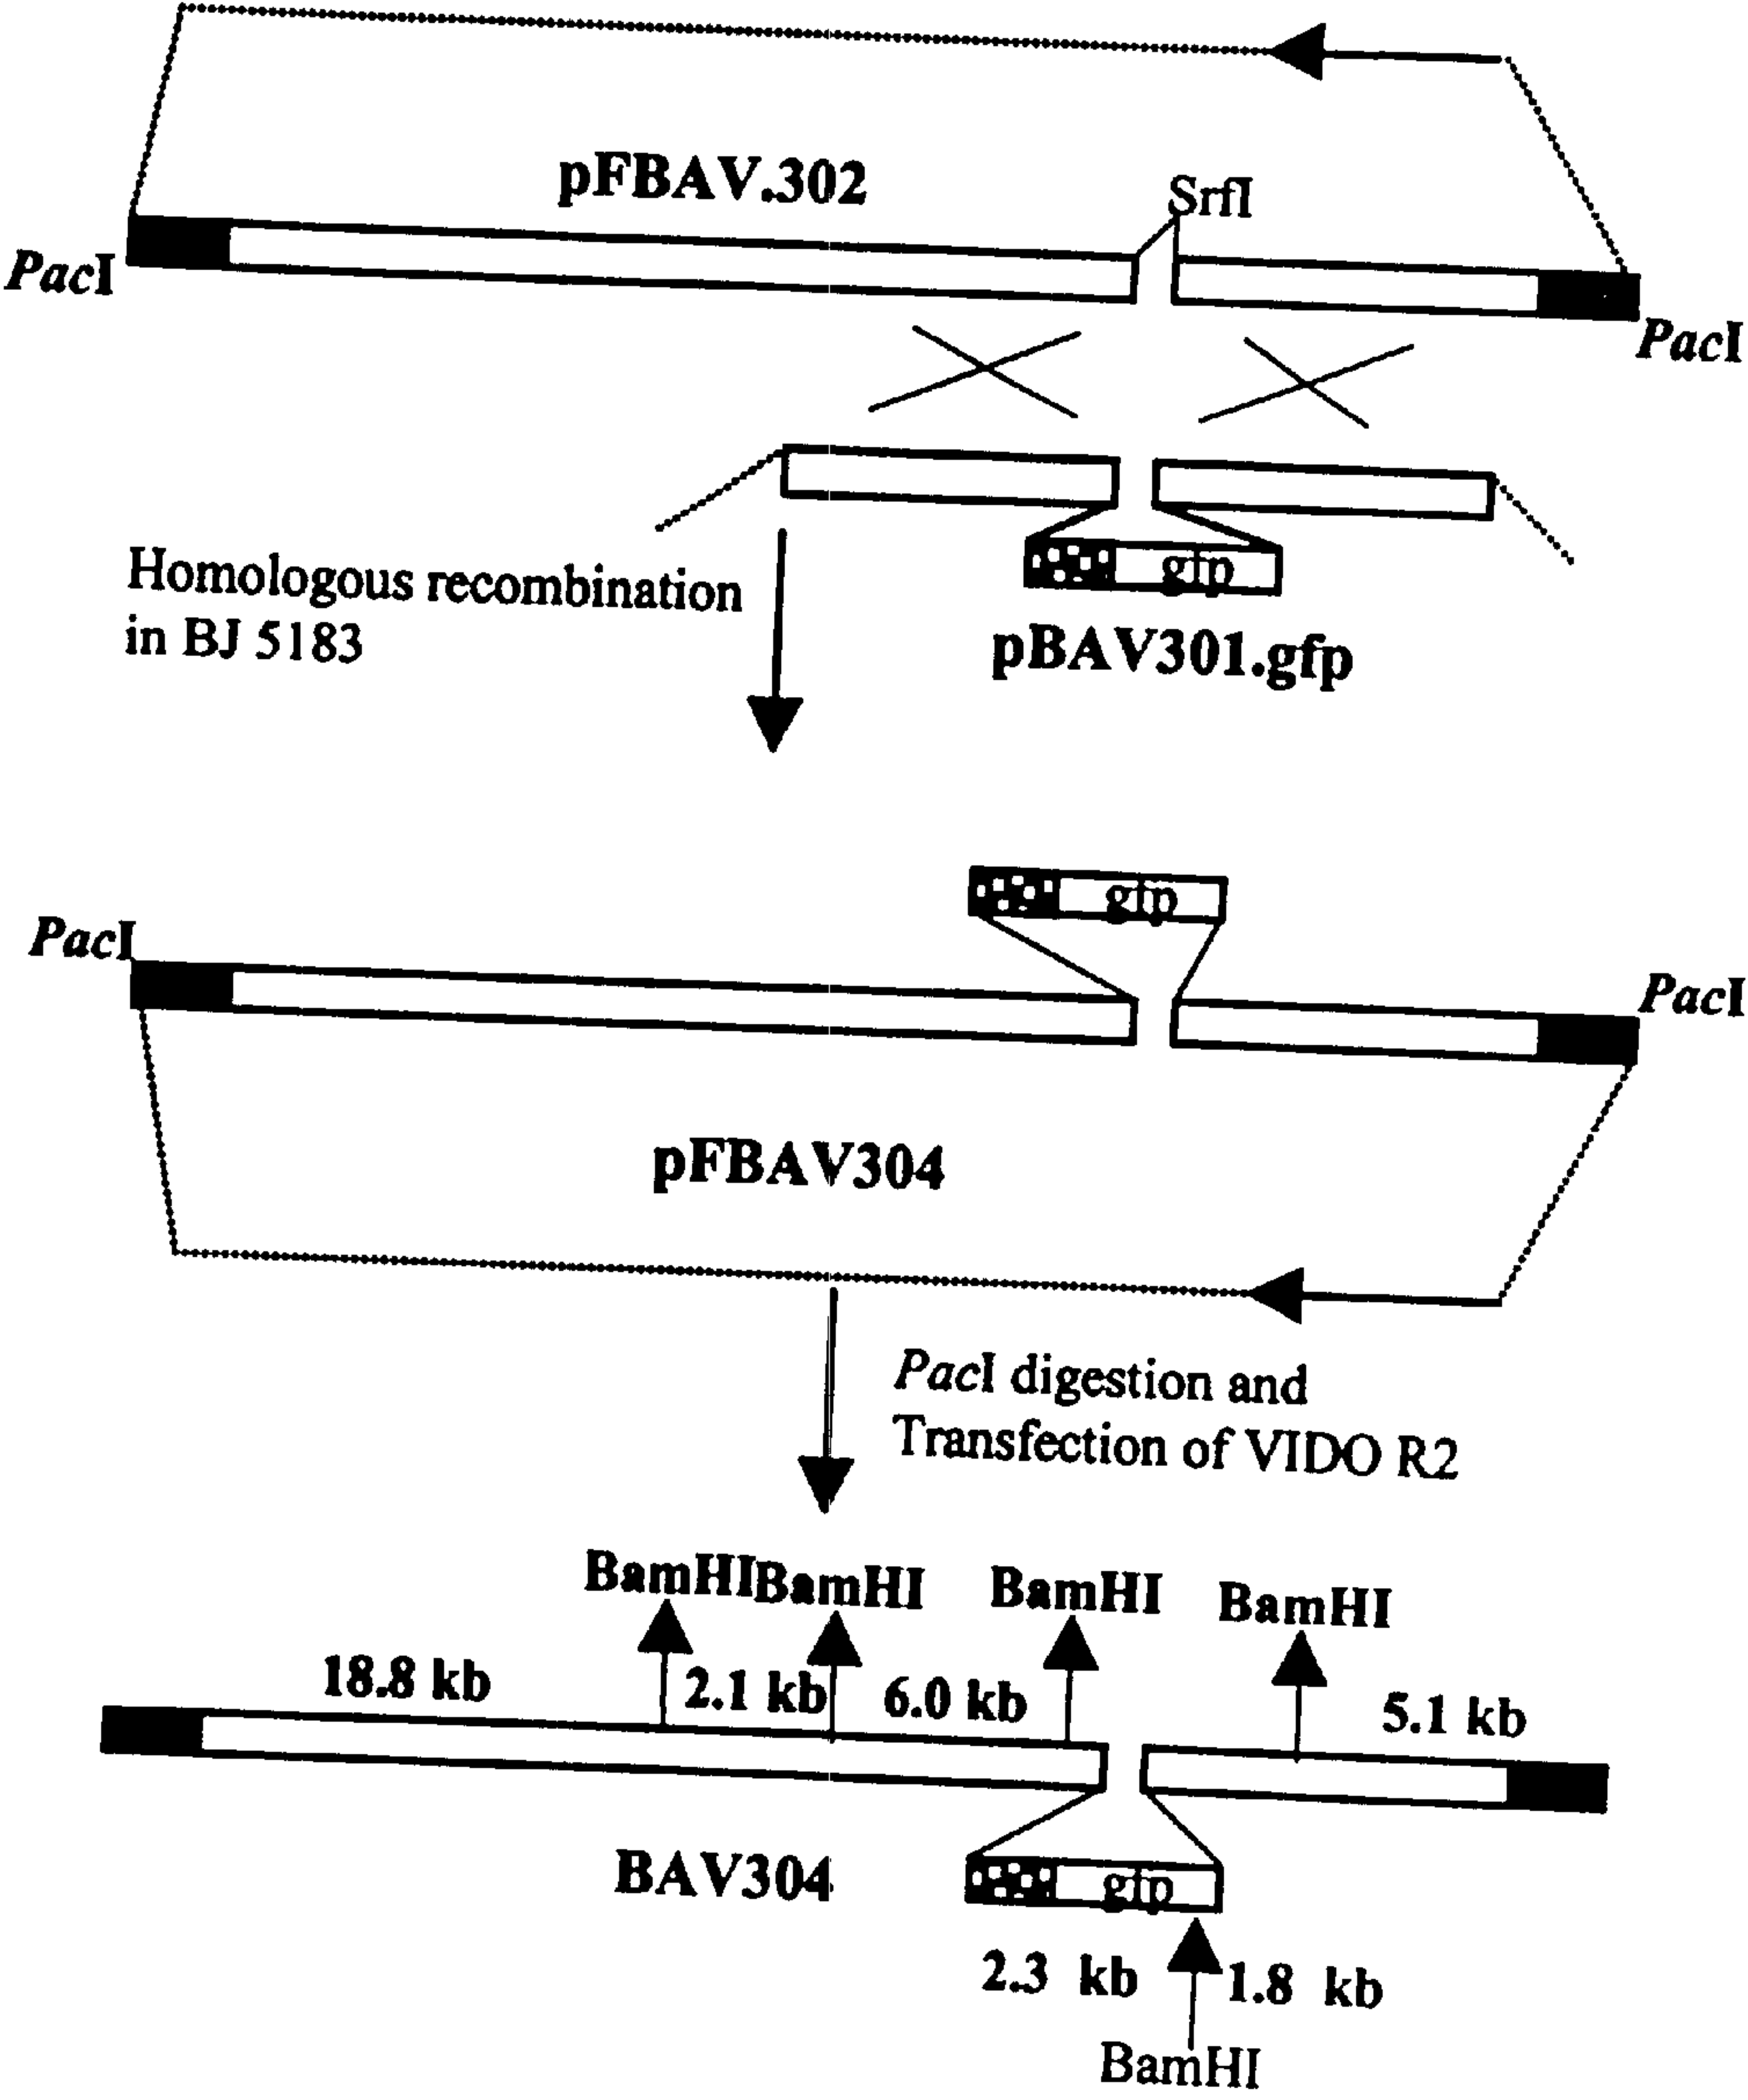 pFBAV.302
SrfI
PacI
PacI
Homologous recombination
in BJ 5183
gfp
pBAV301.gfp
gfp
PacI
PacI
pFBAV304
PacI digestion and
Transfection of VIDO R2
BamHI BamHI BamHI BamHI
18.8 kb 2.1 kb 6.0 kb 5.1 kb
BAV304
gfp
2.3 kb 1.8 kb
BamHI